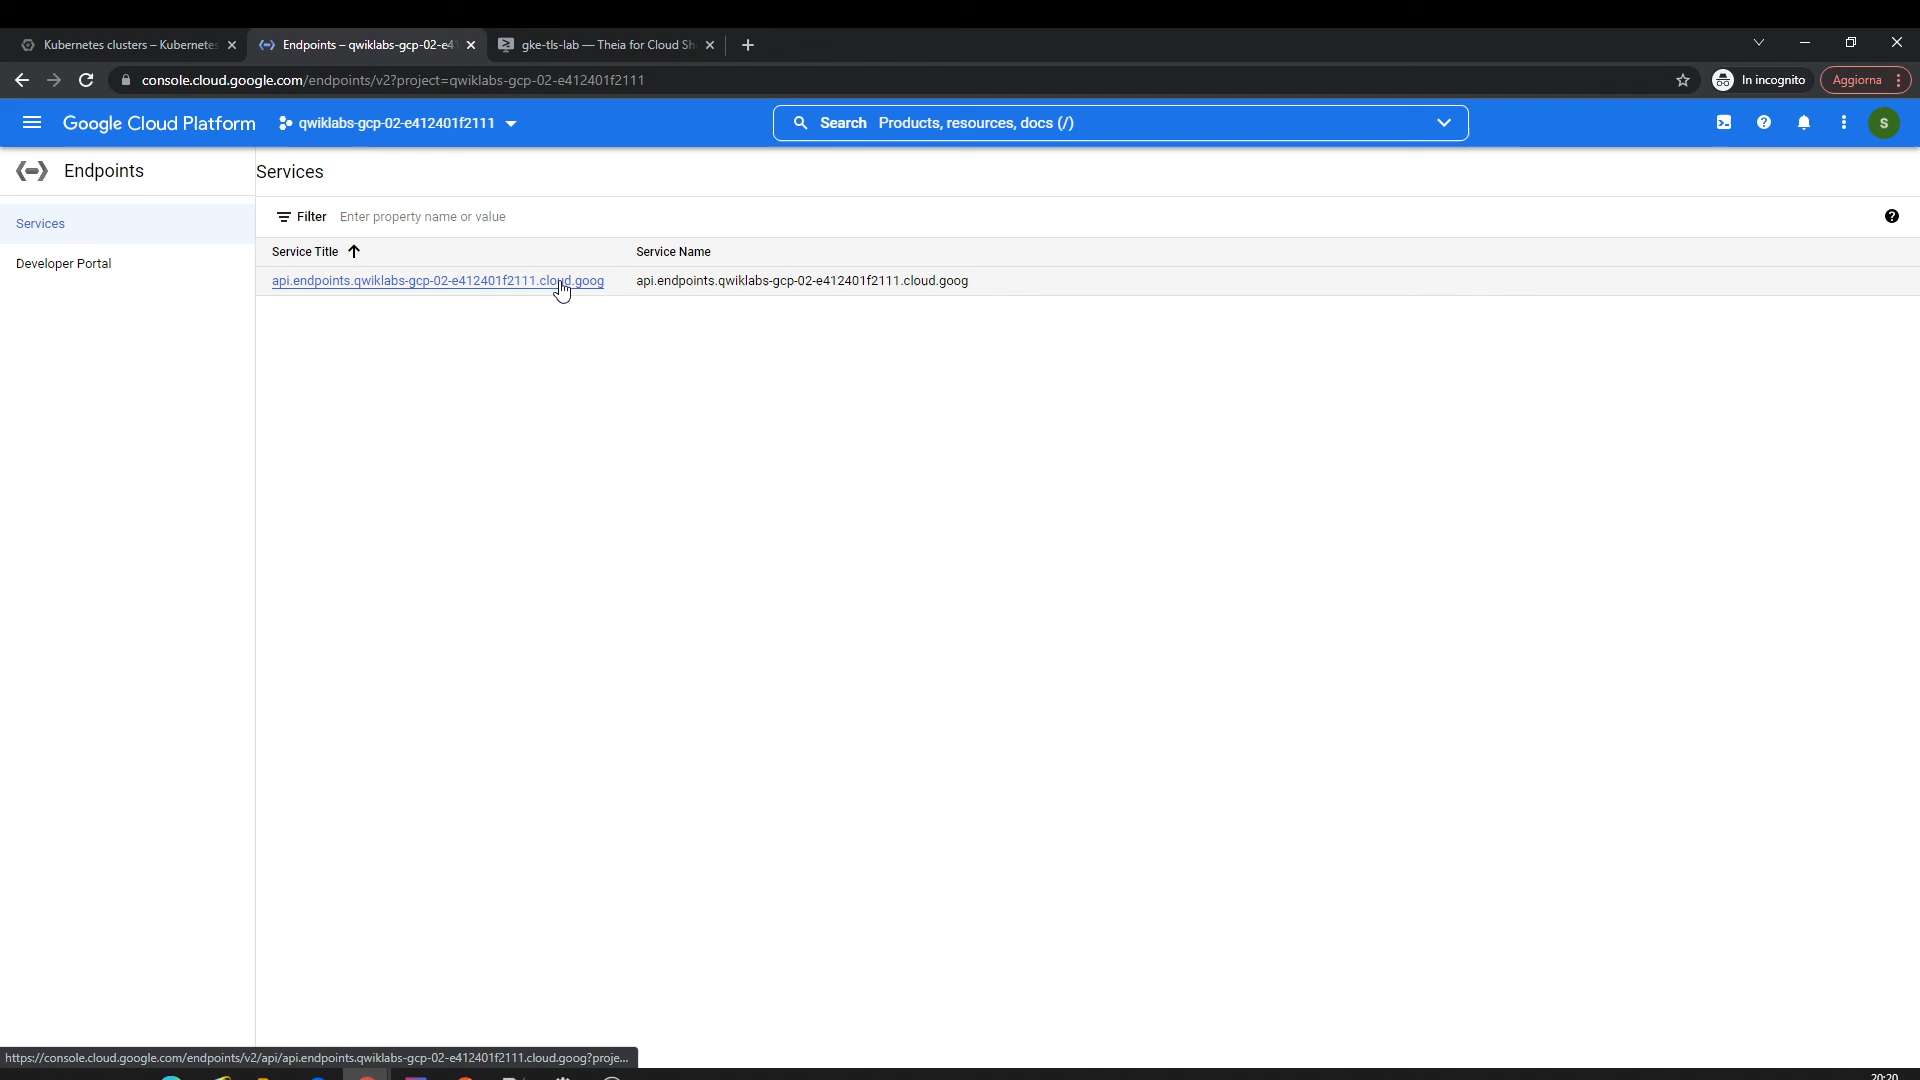 Kubernetes clusters – Kubernete
Endpoints – qwiklabs-gcp-02-e41
gke-tls-lab — Theia for Cloud Sh
console.cloud.google.com/endpoints/v2?project=qwiklabs-gcp-02-e412401f2111
In incognito
Aggiorna
Google Cloud Platform
qwiklabs-gcp-02-e412401f2111
Search Products, resources, docs (/)
S
Endpoints
Services
Services
Developer Portal
Filter Enter property name or value
Service Title
Service Name
api.endpoints.qwiklabs-gcp-02-e412401f2111.cloud.goog
api.endpoints.qwiklabs-gcp-02-e412401f2111.cloud.goog
https://console.cloud.google.com/endpoints/v2/api/api.endpoints.qwiklabs-gcp-02-e412401f2111.cloud.goog?proje...
20:20